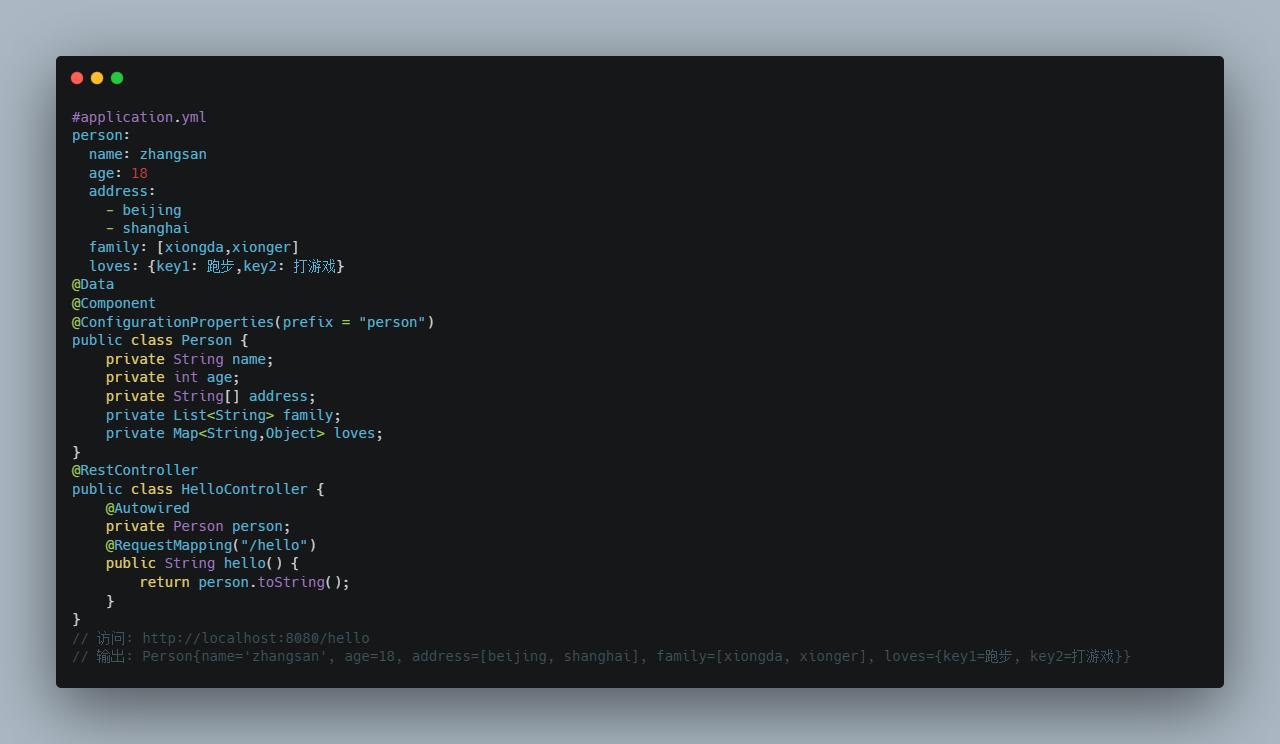 #application.yml
person:
  name: zhangsan
  age: 18
  address:
    - beijing
    - shanghai
  family: [xiongda,xionger]
  loves: {key1: 跑步,key2: 打游戏}
@Data
@Component
@ConfigurationProperties(prefix = "person")
public class Person {
    private String name;
    private int age;
    private String[] address;
    private List<String> family;
    private Map<String,Object> loves;
}
@RestController
public class HelloController {
    @Autowired
    private Person person;
    @RequestMapping("/hello")
    public String hello() {
        return person.toString();
    }
}
// 访问: http://localhost:8080/hello
// 输出: Person{name='zhangsan', age=18, address=[beijing, shanghai], family=[xiongda, xionger], loves={key1=跑步, key2=打游戏}}